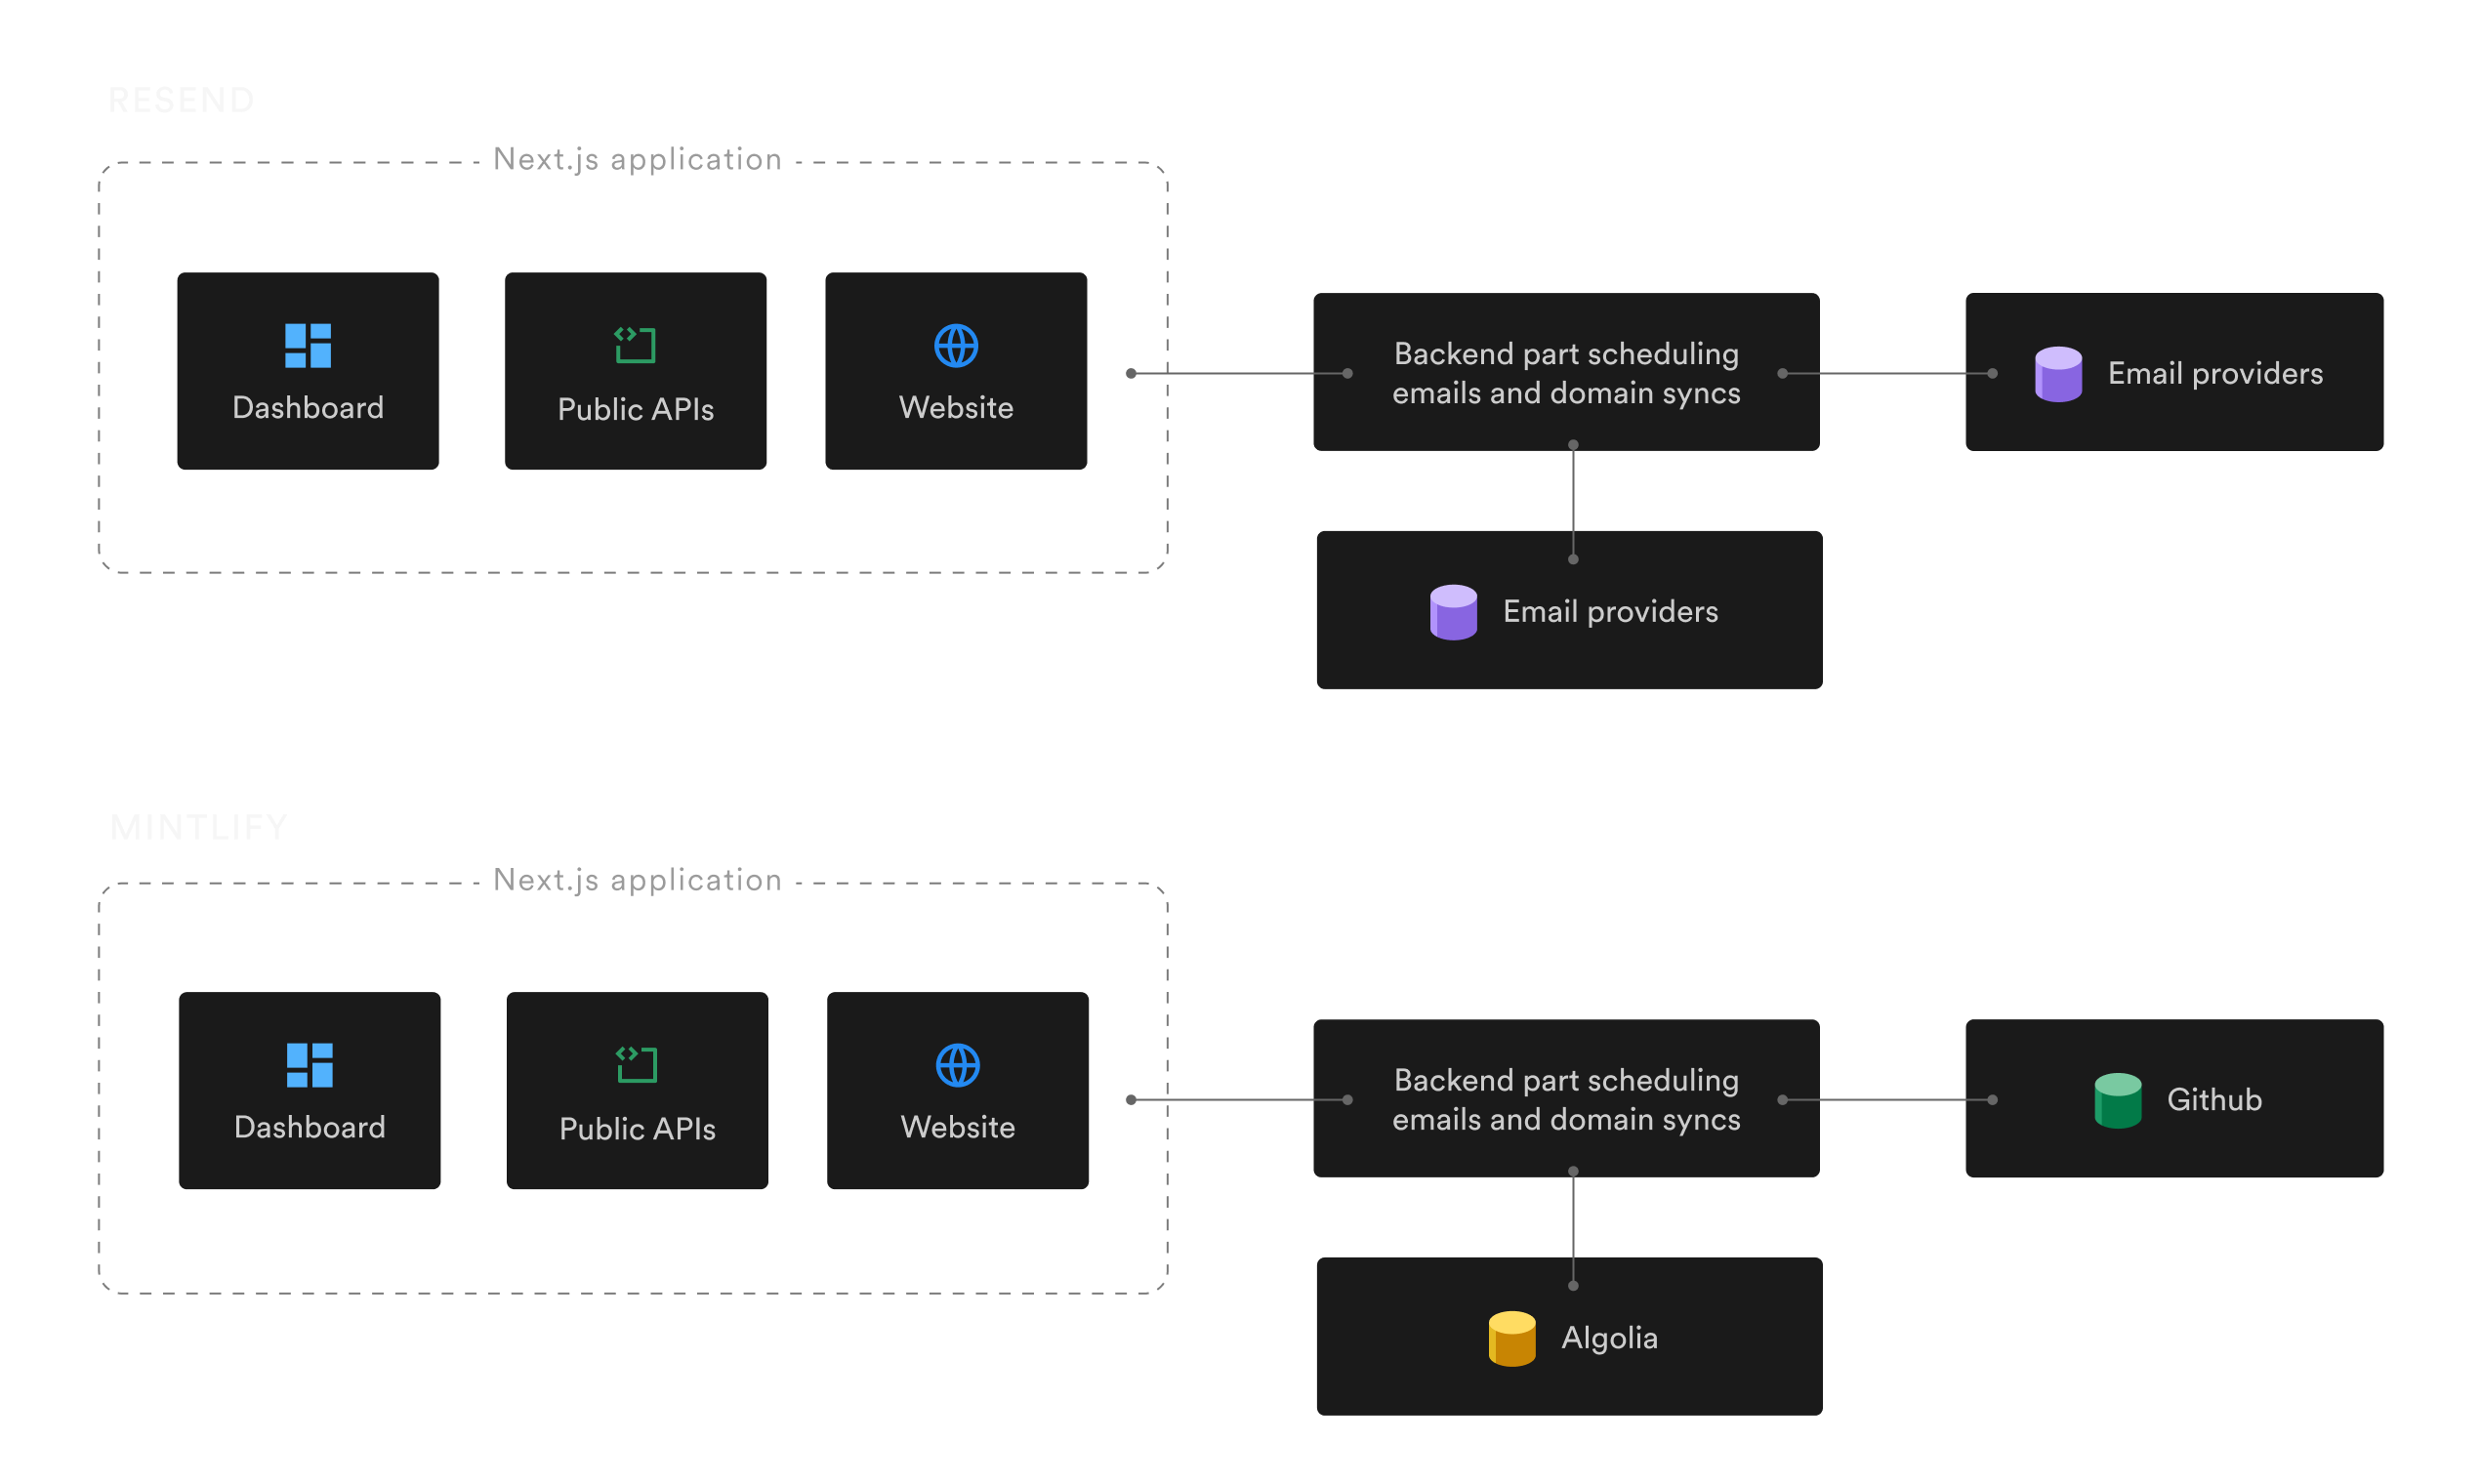 RESEND
Next.js application
Dashboard
Public APIs
Website
Backend part scheduling
emails and domain syncs
Email providers
Email providers
MINTLIFY
Next.js application
Dashboard
Public APIs
Website
Backend part scheduling
emails and domain syncs
Github
Algolia